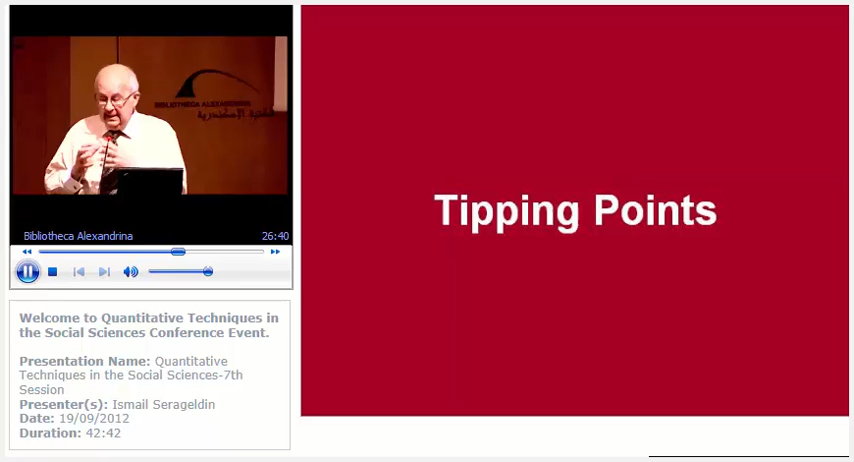 BIBLIOTHECA ALEXANDRINA
مكتبة الإسكندرية
Bibliotheca Alexandrina
26:40
Welcome to Quantitative Techniques in
the Social Sciences Conference Event.
Presentation Name: Quantitative
Techniques in the Social Sciences-7th
Session
Presenter(s): Ismail Serageldin
Date: 19/09/2012
Duration: 42:42
Tipping Points